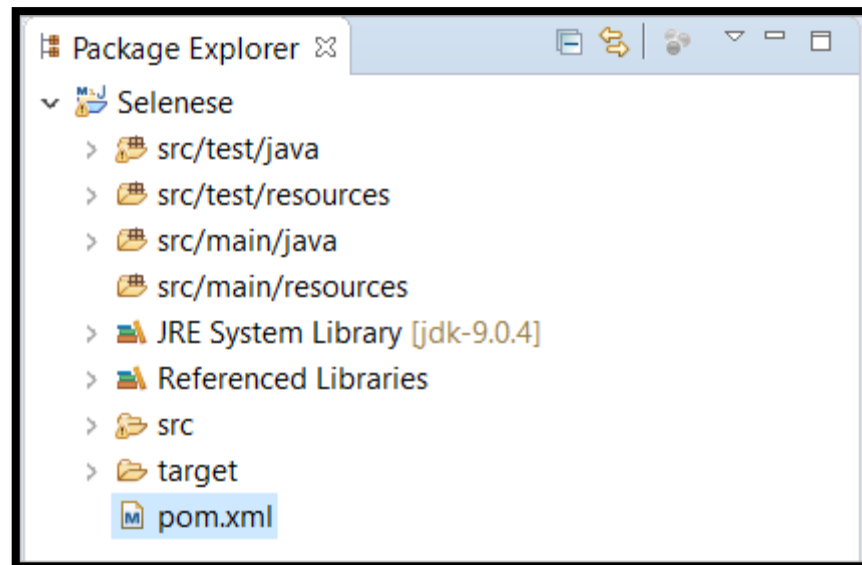 Package Explorer
Selenese
src/test/java
src/test/resources
src/main/java
src/main/resources
JRE System Library [jdk-9.0.4]
Referenced Libraries
src
target
pom.xml